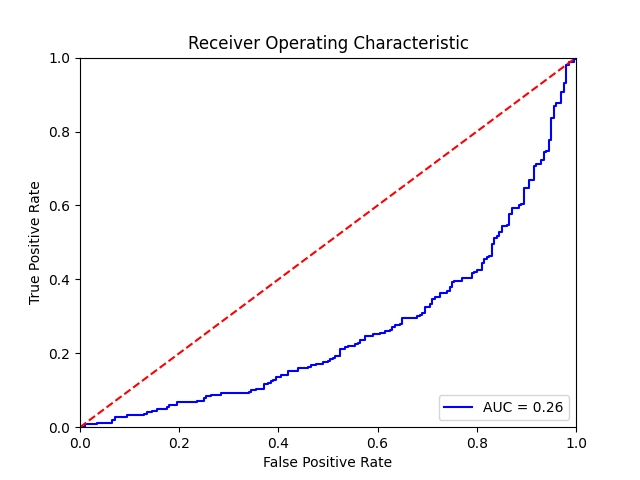 Receiver Operating Characteristic
True Positive Rate
1.0
0.8
0.6
0.4
0.2
0.0
AUC = 0.26
0.0 0.2 0.4 0.6 0.8 1.0
False Positive Rate